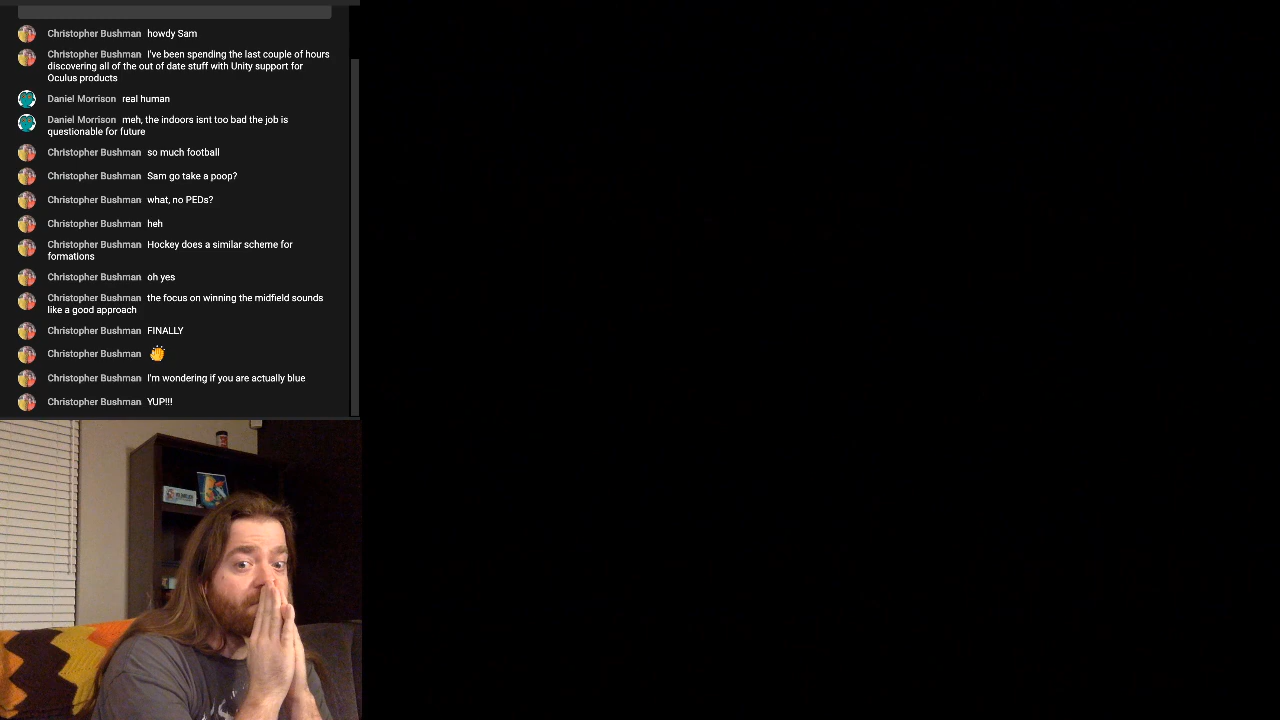 Christopher Bushman howdy Sam
Christopher Bushman I've been spending the last couple of hours
discovering all of the out of date stuff with Unity support for
Oculus products
Daniel Morrison real human
Daniel Morrison meh, the indoors isnt too bad the job is
questionable for future
Christopher Bushman so much football
Christopher Bushman Sam go take a poop?
Christopher Bushman what, no PEDs?
Christopher Bushman heh
Christopher Bushman Hockey does a similar scheme for
formations
Christopher Bushman oh yes
Christopher Bushman the focus on winning the midfield sounds
like a good approach
Christopher Bushman FINALLY
Christopher Bushman 👏
Christopher Bushman I'm wondering if you are actually blue
Christopher Bushman YUP!!!